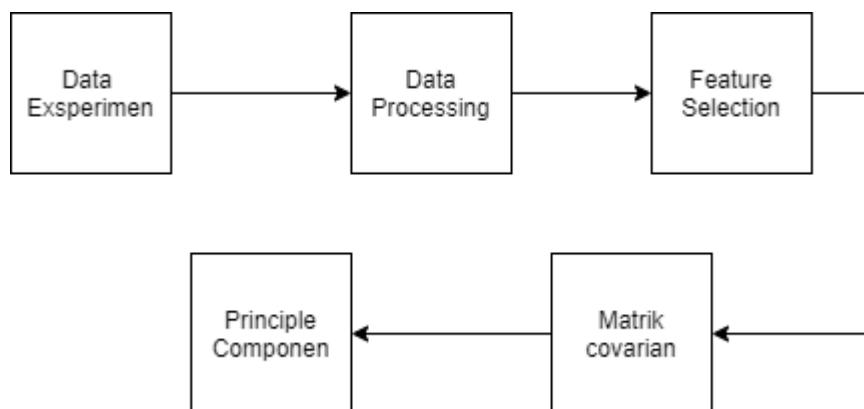 Data
Exsperimen
Data
Processing
Feature
Selection
Principle
Componen
Matrik
covarian